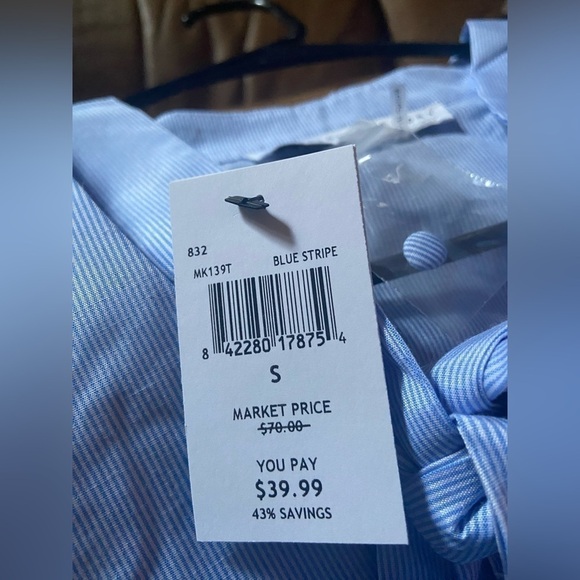 832
MK139T BLUE STRIPE
8 42280 17875 4
S
MARKET PRICE
$70.00
YOU PAY
$39.99
43% SAVINGS